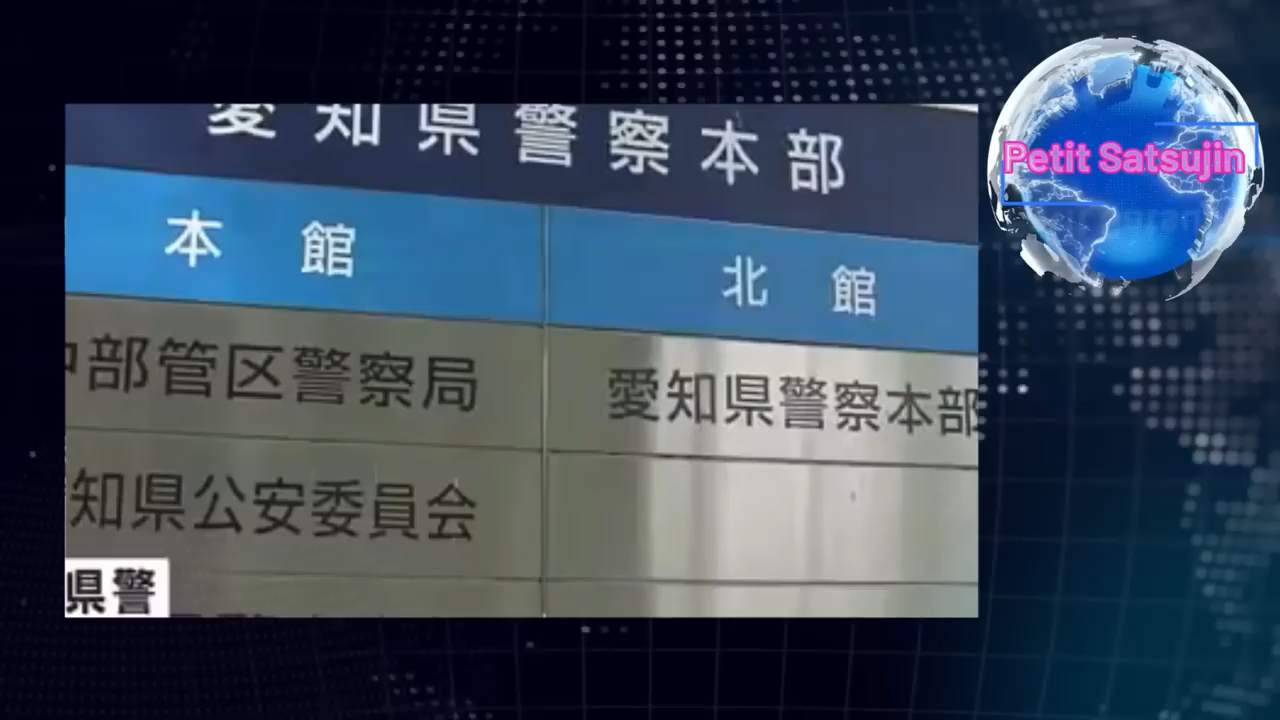 愛知県警察本部
本館
北館
中部管区警察局
愛知県警察本部
知県公安委員会
県警
Petit Satsujin